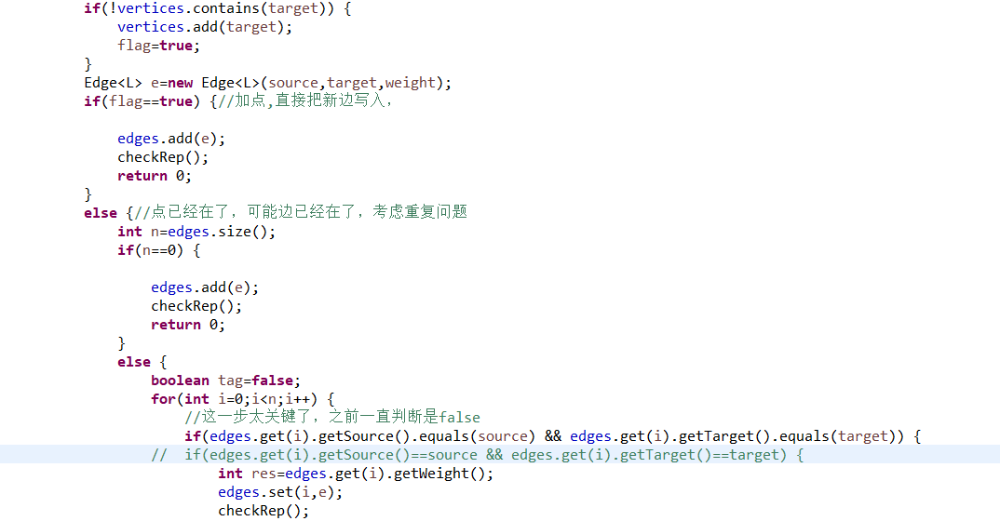 if(!vertices.contains(target)) {
vertices.add(target);
flag=true;
}
Edge<L> e=new Edge<L>(source,target,weight);
if(flag==true) {//加点,直接把新边写入，
edges.add(e);
checkRep();
return 0;
}
else {//点已经在了，可能边已经在了，考虑重复问题
int n=edges.size();
if(n==0) {
edges.add(e);
checkRep();
return 0;
}
else {
boolean tag=false;
for(int i=0;i<n;i++) {
//这一步太关键了，之前一直判断是false
if(edges.get(i).getSource().equals(source) && edges.get(i).getTarget().equals(target)) {
// if(edges.get(i).getSource()==source && edges.get(i).getTarget()==target) {
int res=edges.get(i).getWeight();
edges.set(i,e);
checkRep();